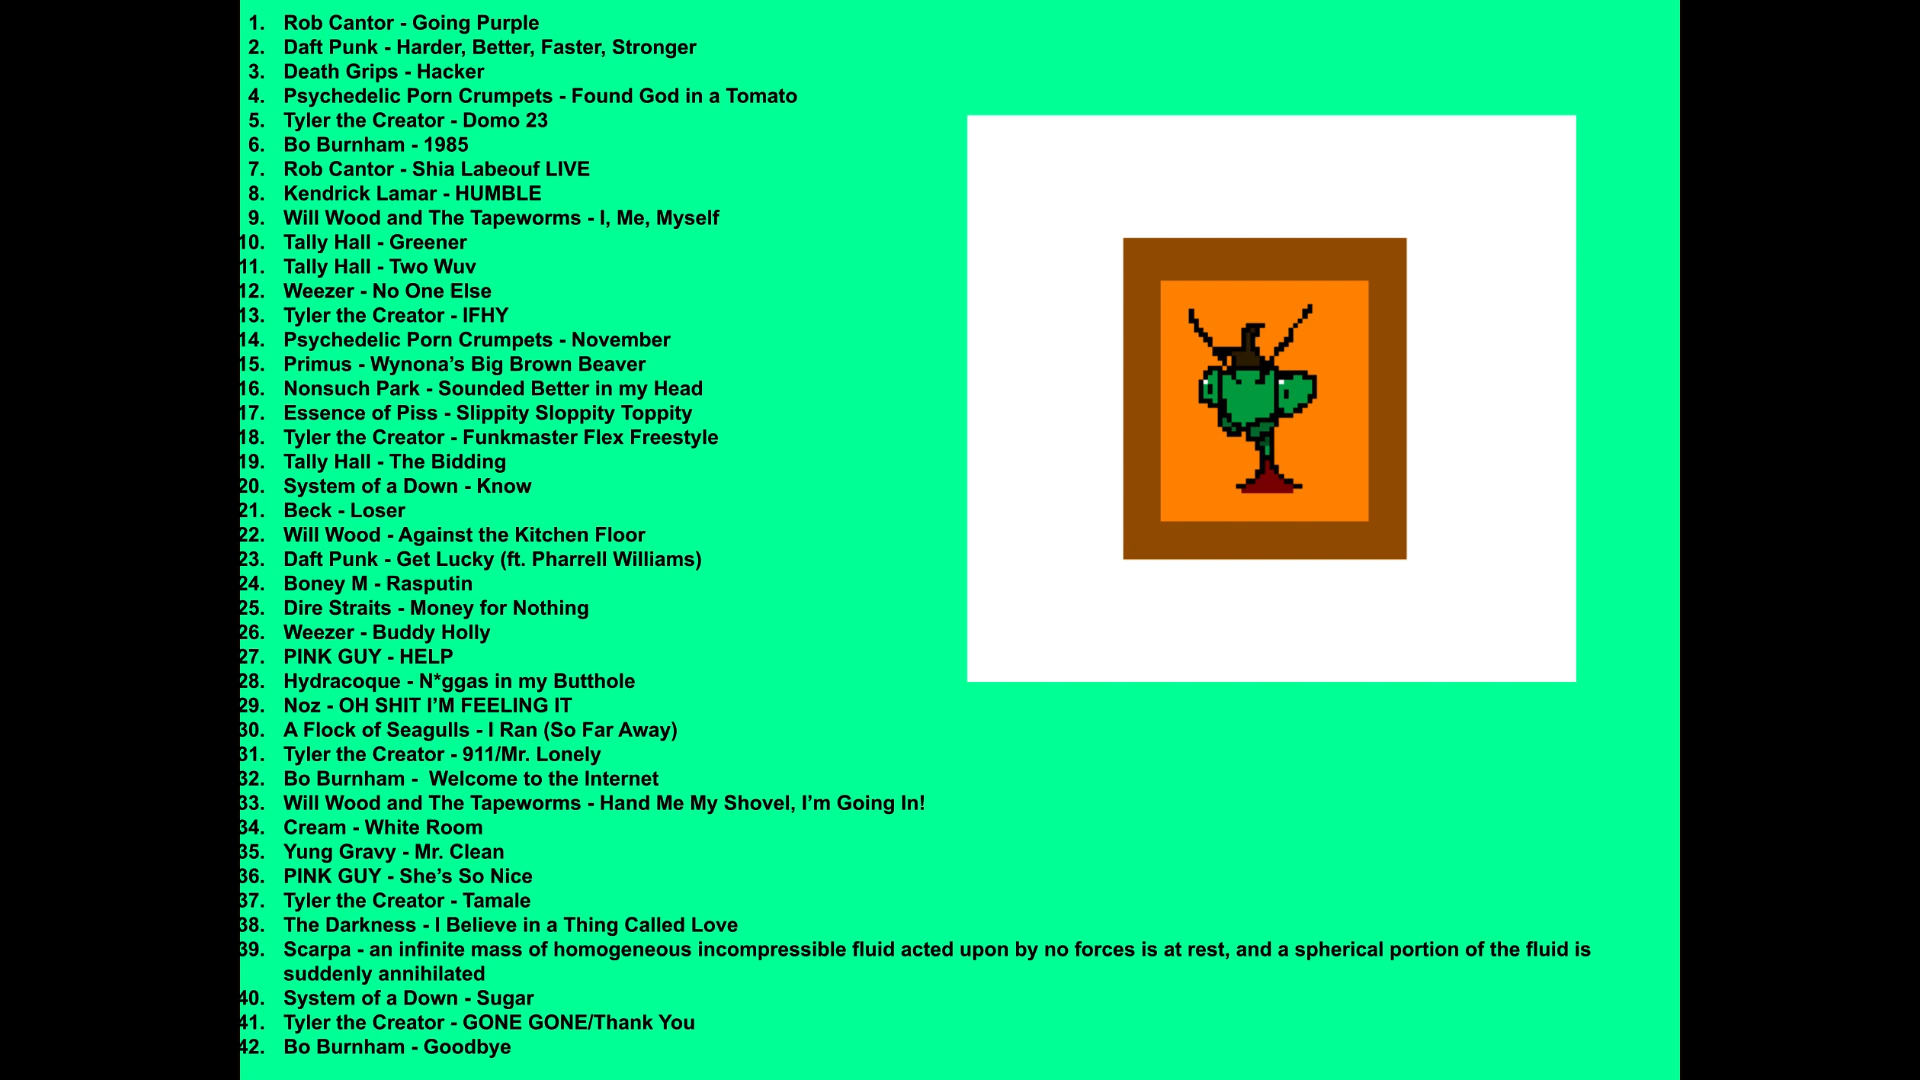 1. Rob Cantor - Going Purple
2. Daft Punk - Harder, Better, Faster, Stronger
3. Death Grips - Hacker
4. Psychedelic Porn Crumpets - Found God in a Tomato
5. Tyler the Creator - Domo 23
6. Bo Burnham - 1985
7. Rob Cantor - Shia Labeouf LIVE
8. Kendrick Lamar - HUMBLE
9. Will Wood and The Tapeworms - I, Me, Myself
10. Tally Hall - Greener
11. Tally Hall - Two Wuv
12. Weezer - No One Else
13. Tyler the Creator - IFHY
14. Psychedelic Porn Crumpets - November
15. Primus - Wynona’s Big Brown Beaver
16. Nonsuch Park - Sounded Better in my Head
17. Essence of Piss - Slippity Sloppity Toppity
18. Tyler the Creator - Funkmaster Flex Freestyle
19. Tally Hall - The Bidding
20. System of a Down - Know
21. Beck - Loser
22. Will Wood - Against the Kitchen Floor
23. Daft Punk - Get Lucky (ft. Pharrell Williams)
24. Boney M - Rasputin
25. Dire Straits - Money for Nothing
26. Weezer - Buddy Holly
27. PINK GUY - HELP
28. Hydracoque - N*ggas in my Butthole
29. Noz - OH SHIT I’M FEELING IT
30. A Flock of Seagulls - I Ran (So Far Away)
31. Tyler the Creator - 911/Mr. Lonely
32. Bo Burnham -  Welcome to the Internet
33. Will Wood and The Tapeworms - Hand Me My Shovel, I’m Going In!
34. Cream - White Room
35. Yung Gravy - Mr. Clean
36. PINK GUY - She’s So Nice
37. Tyler the Creator - Tamale
38. The Darkness - I Believe in a Thing Called Love
39. Scarpa - an infinite mass of homogeneous incompressible fluid acted upon by no forces is at rest, and a spherical portion of the fluid is
suddenly annihilated
40. System of a Down - Sugar
41. Tyler the Creator - GONE GONE/Thank You
42. Bo Burnham - Goodbye